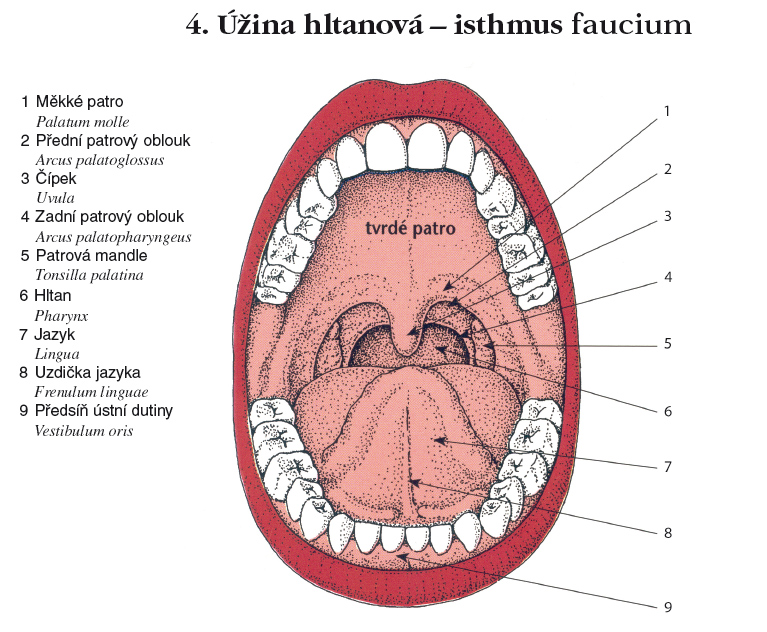 4. Úžina hltanová – isthmus faucium
1 Měkké patro
Palatum molle
2 Přední patrový oblouk
Arcus palatoglossus
3 Čípek
Uvula
4 Zadní patrový oblouk
Arcus palatopharyngeus
5 Patrová mandle
Tonsilla palatina
6 Hltan
Pharynx
7 Jazyk
Lingua
8 Uzdička jazyka
Frenulum linguae
9 Předsíň ústní dutiny
Vestibulum oris
tvrdé patro
1
2
3
4
5
6
7
8
9